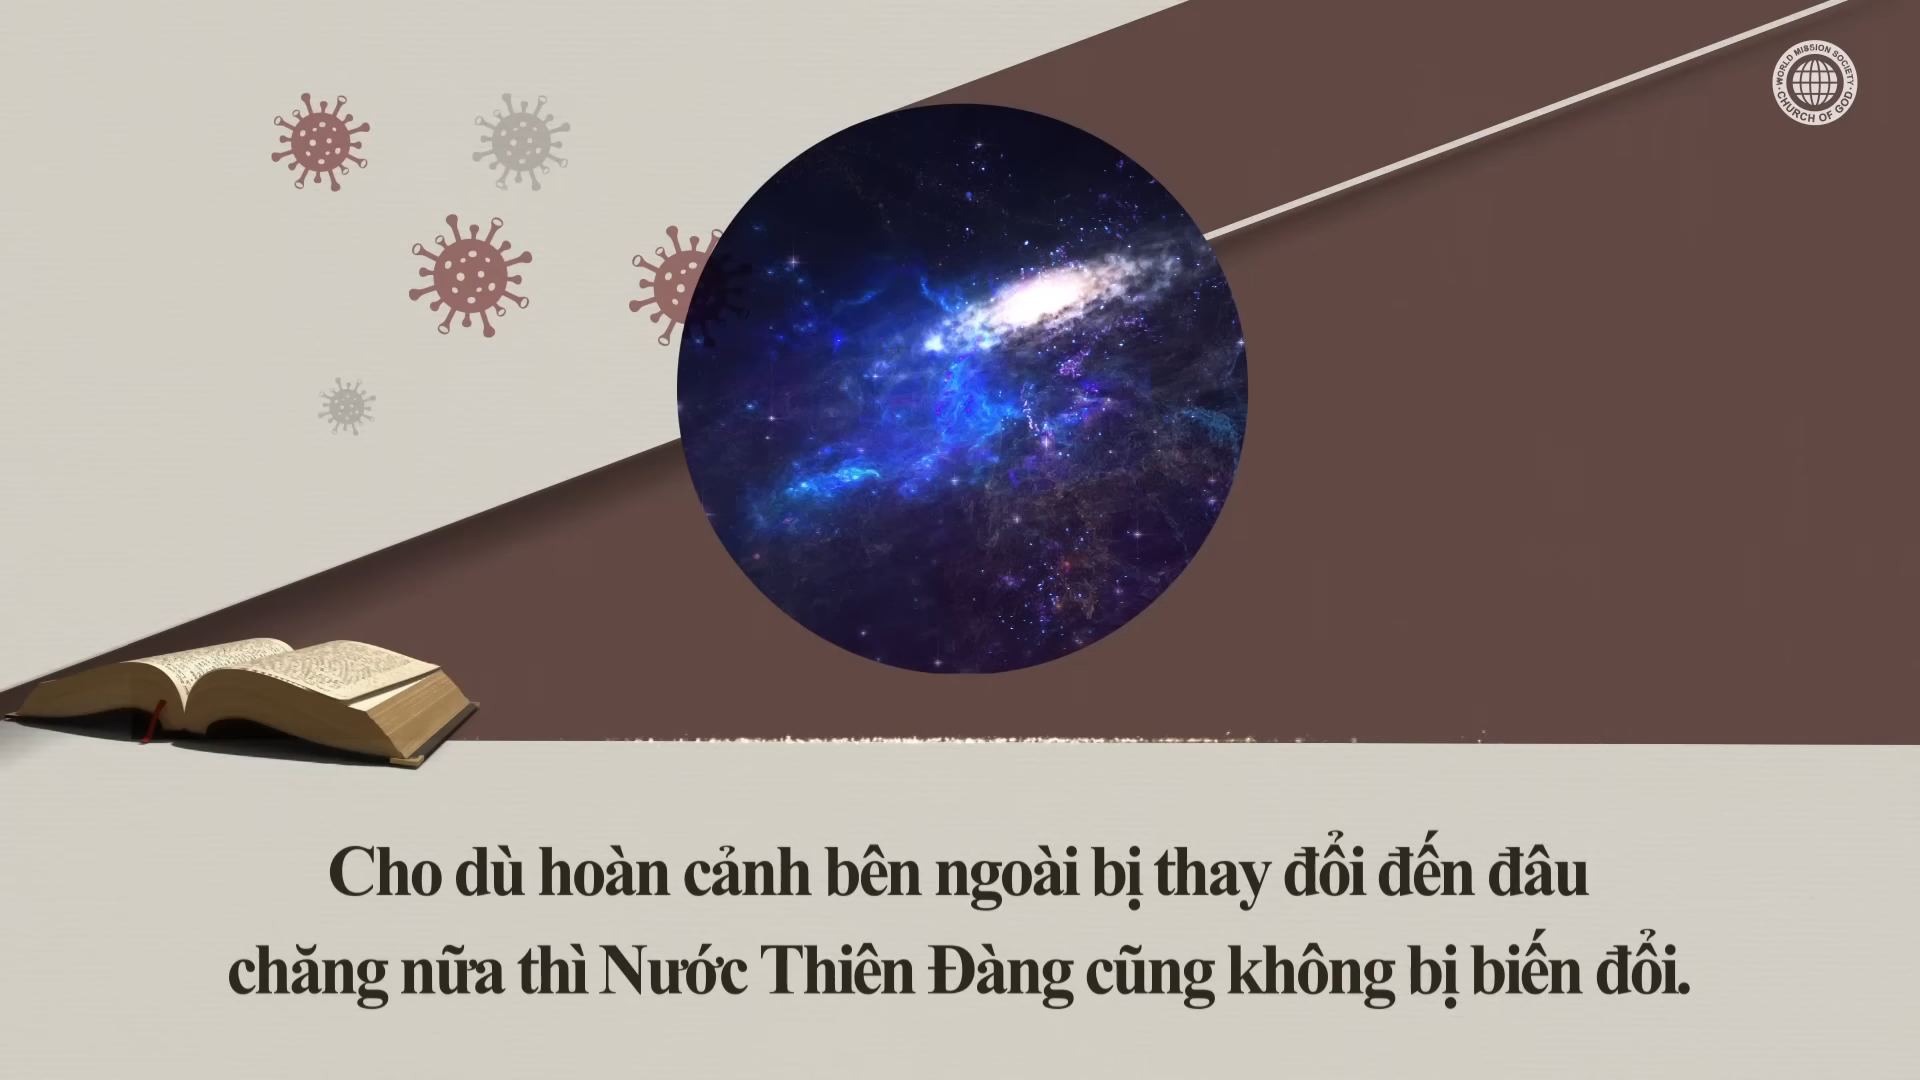 WORLD MISSION SOCIETY
CHURCH OF GOD
Cho dù hoàn cảnh bên ngoài bị thay đổi đến đâu
chăng nữa thì Nước Thiên Đàng cũng không bị biến đổi.